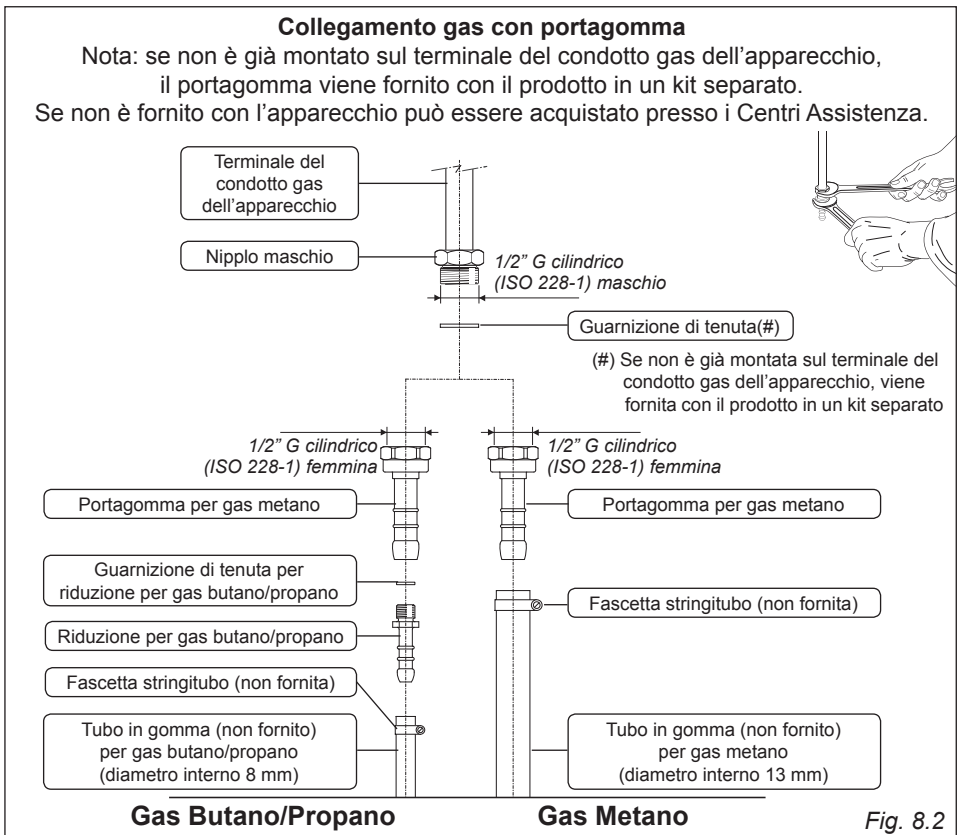 Collegamento gas con portagomma
Nota: se non è già montato sul terminale del condotto gas dell'apparecchio,
il portagomma viene fornito con il prodotto in un kit separato.
Se non è fornito con l'apparecchio può essere acquistato presso i Centri Assistenza.
Terminale del
condotto gas
dell'apparecchio
Nipplo maschio
1/2" G cilindrico
(ISO 228-1) maschio
Guarnizione di tenuta(#)
(#) Se non è già montata sul terminale del
condotto gas dell'apparecchio, viene
fornita con il prodotto in un kit separato
1/2" G cilindrico
(ISO 228-1) femmina
1/2" G cilindrico
(ISO 228-1) femmina
Portagomma per gas metano
Portagomma per gas metano
Guarnizione di tenuta per
riduzione per gas butano/propano
Fascetta stringitubo (non fornita)
Riduzione per gas butano/propano
Fascetta stringitubo (non fornita)
Tubo in gomma (non fornito)
per gas butano/propano
(diametro interno 8 mm)
Tubo in gomma (non fornito)
per gas metano
(diametro interno 13 mm)
Gas Butano/Propano
Gas Metano
Fig. 8.2